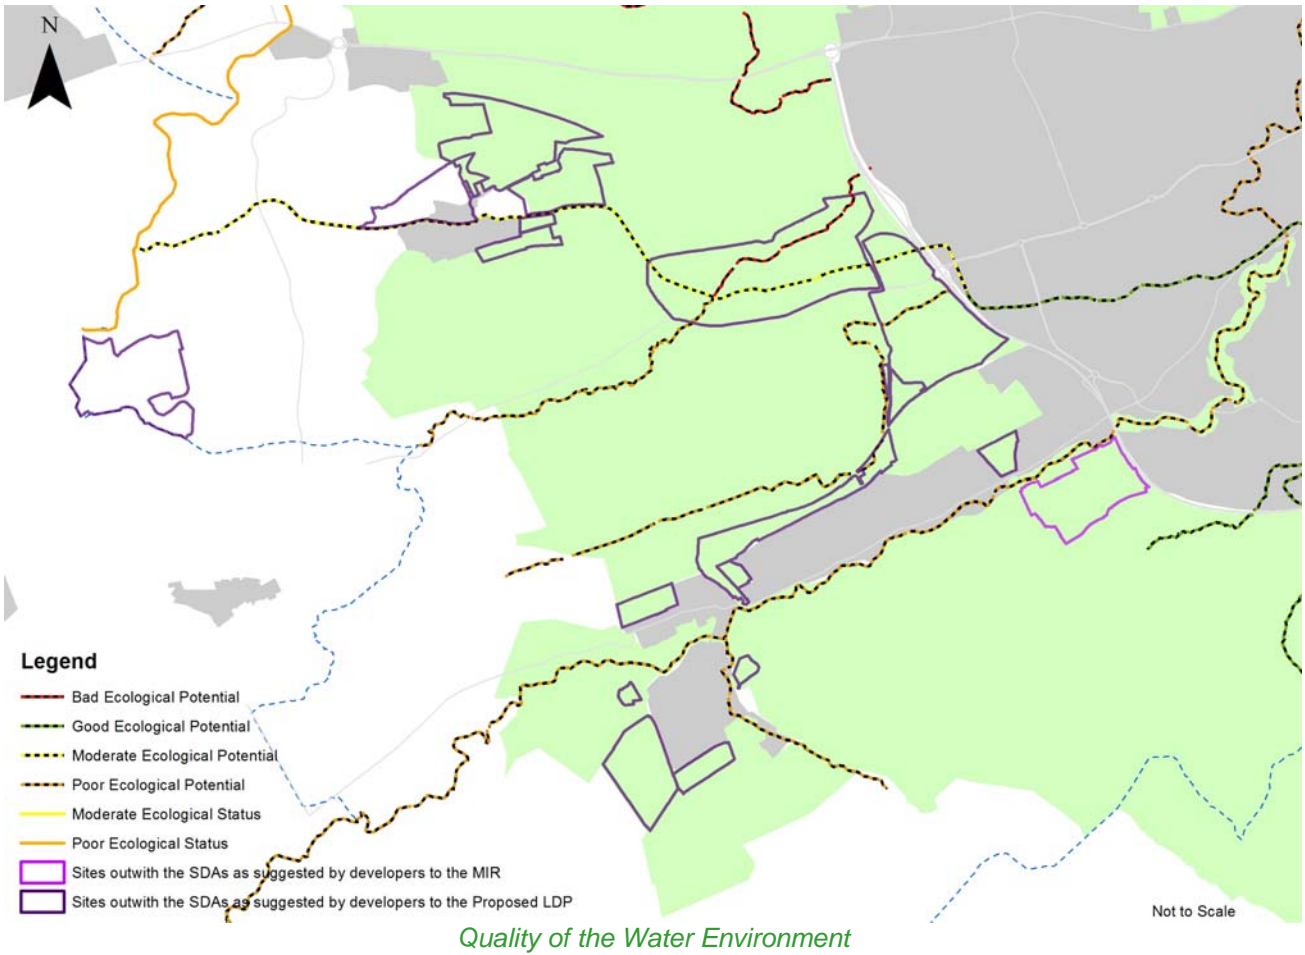 N
Legend
Bad Ecological Potential
Good Ecological Potential
Moderate Ecological Potential
Poor Ecological Potential
Moderate Ecological Status
Poor Ecological Status
Sites outwith the SDAs as suggested by developers to the MIR
Sites outwith the SDAs as suggested by developers to the Proposed LDP
Not to Scale
Quality of the Water Environment